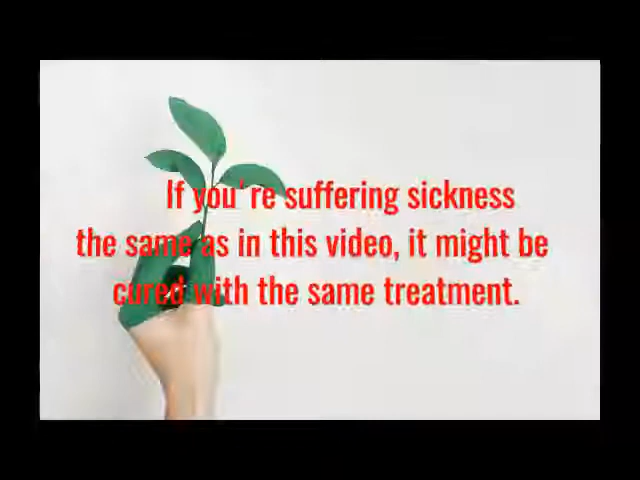 If you're suffering sickness
the same as in this video, it might be
cured with the same treatment.